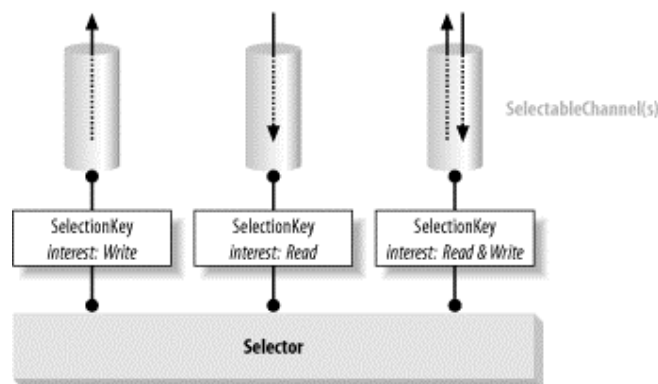 SelectableChannel(s)
SelectionKey
interest: Write
SelectionKey
interest: Read
SelectionKey
interest: Read & Write
Selector